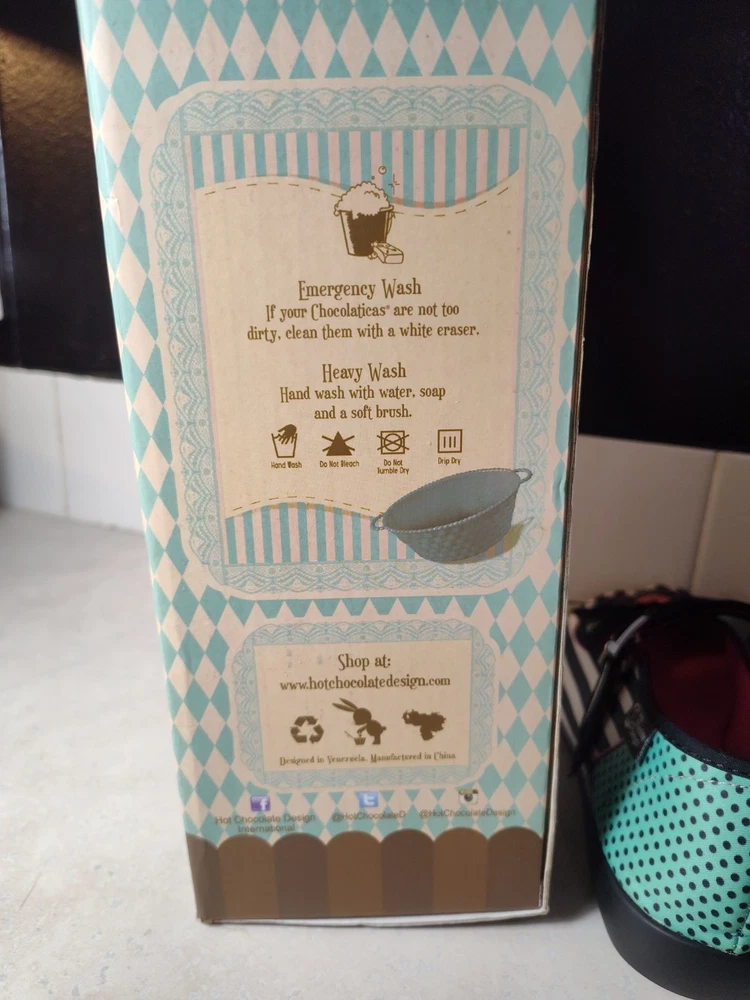 Emergency Wash
If your Chocolaticas® are not too
dirty, clean them with a white eraser.
Heavy Wash
Hand wash with water, soap
and a soft brush.
Hand Wash
Do Not Bleach
Do Not
Tumble Dry
Drip Dry
Shop at:
www.hotchocolatedesign.com
Designed in Venezuela. Manufactured in China
Hot Chocolate Design
International
@HotChocolateD
@HotChocolateDesign